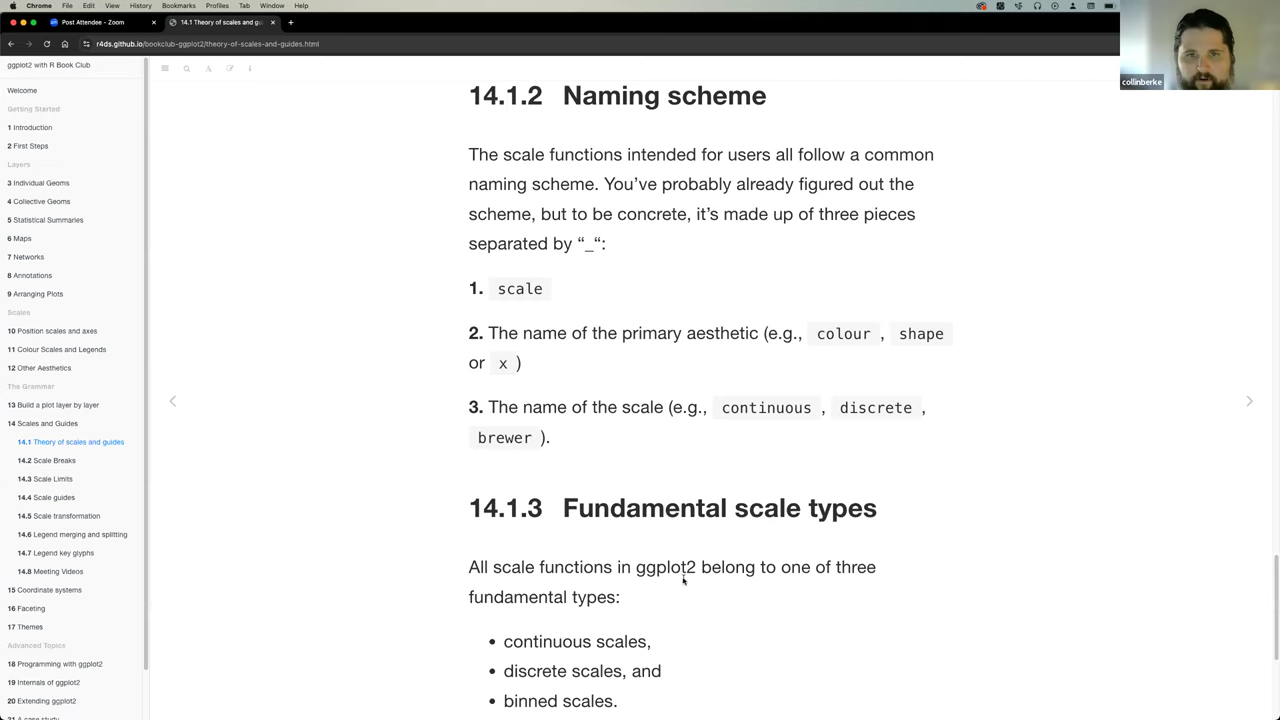 Chrome File Edit View History Bookmarks Profiles Tab Window Help
Post Attendee - Zoom
14.1 Theory of scales and gu
r4ds.github.io/bookclub-ggplot2/theory-of-scales-and-guides.html
collinberke
ggplot2 with R Book Club
Welcome
Getting Started
1 Introduction
2 First Steps
Layers
3 Individual Geoms
4 Collective Geoms
5 Statistical Summaries
6 Maps
7 Networks
8 Annotations
9 Arranging Plots
Scales
10 Position scales and axes
11 Colour Scales and Legends
12 Other Aesthetics
The Grammar
13 Build a plot layer by layer
14 Scales and Guides
14.1 Theory of scales and guides
14.2 Scale Breaks
14.3 Scale Limits
14.4 Scale guides
14.5 Scale transformation
14.6 Legend merging and splitting
14.7 Legend key glyphs
14.8 Meeting Videos
15 Coordinate systems
16 Faceting
17 Themes
Advanced Topics
18 Programming with ggplot2
19 Internals of ggplot2
20 Extending ggplot2
21 A case study
14.1.2 Naming scheme
The scale functions intended for users all follow a common
naming scheme. You’ve probably already figured out the
scheme, but to be concrete, it’s made up of three pieces
separated by “_“:
1. scale
2. The name of the primary aesthetic (e.g., colour , shape
or x )
3. The name of the scale (e.g., continuous , discrete ,
brewer ).
14.1.3 Fundamental scale types
All scale functions in ggplot2 belong to one of three
fundamental types:
• continuous scales,
• discrete scales, and
• binned scales.